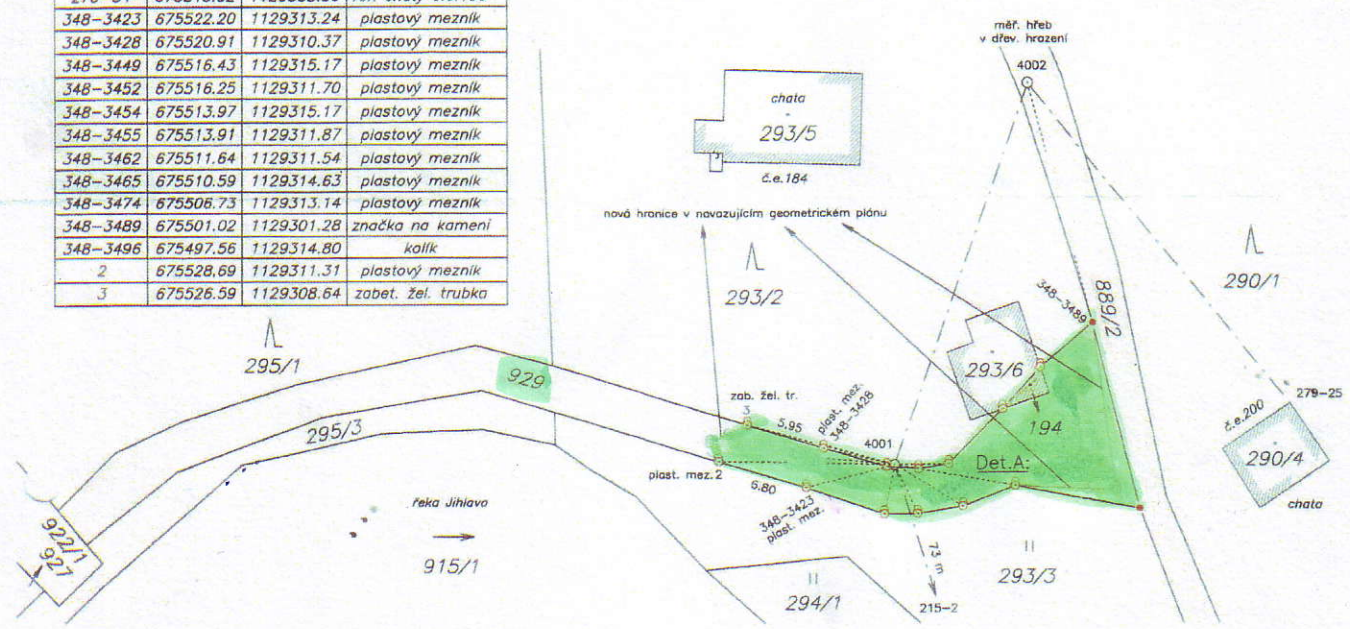 348-3423 675522.20 1129313.24 plastový mezník
348-3428 675520.91 1129310.37 plastový mezník
348-3449 675516.43 1129315.17 plastový mezník
348-3452 675516.25 1129311.70 plastový mezník
348-3454 675513.97 1129315.17 plastový mezník
348-3455 675513.91 1129311.87 plastový mezník
348-3462 675511.64 1129311.54 plastový mezník
348-3465 675510.59 1129314.63 plastový mezník
348-3474 675506.73 1129313.14 plastový mezník
348-3489 675501.02 1129301.28 značka na kameni
348-3496 675497.56 1129314.80 kolík
2 675528.69 1129311.31 plastový mezník
3 675526.59 1129308.64 zabet. žel. trubka
měř. hřeb
v dřev. hrazení
4002
chata
293/5
č.e.184
nová hranice v navazujícím geometrickém plánu
293/2
290/1
889/2
348-3489
295/1
929
293/6
279-25
zab. žel. tr.
3
5.95
plast. mez.
348-3428
č.e.200
295/3
194
4001
Det.A:
290/4
plast. mez.2
6.80
348-3423
plast. mez.
chata
řeka Jihlava
922/1
927
915/1
73 m
293/3
294/1
215-2